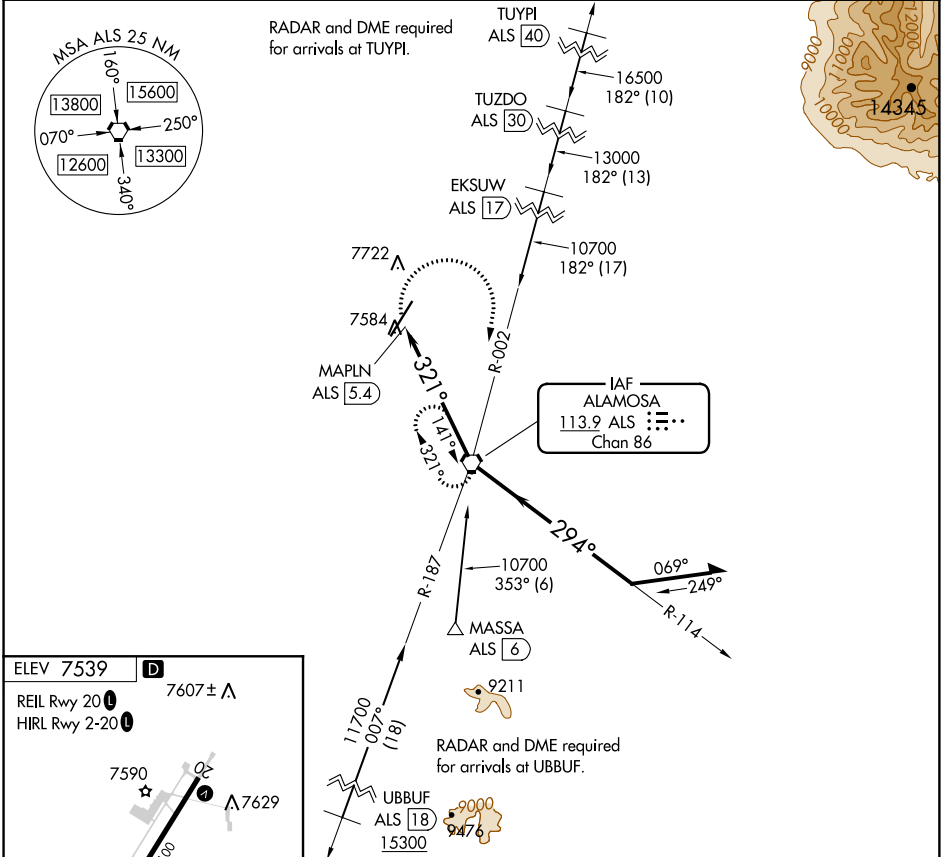 MSA ALS 25 NM
160°
15600
13800
070°
250°
12600
13300
340°
RADAR and DME required
for arrivals at TUYPI.
TUYPI
ALS 40
16500
182° (10)
TUZDO
ALS 30
13000
182° (13)
EKSUW
ALS 17
10700
182° (17)
12000
11000
9000
10000
14345
7722
7584
MAPLN
ALS 5.4
321°
R-002
141°
321°
IAF
ALAMOSA
113.9 ALS
Chan 86
294°
069°
249°
R-114
R-187
10700
353° (6)
MASSA
ALS 6
9211
11700
007°
(18)
RADAR and DME required
for arrivals at UBBUF.
UBBUF
ALS 18
15300
9000
9476
ELEV 7539 D
REIL Rwy 20 L
HIRL Rwy 2-20 L
7607±
7590
20
V
7629